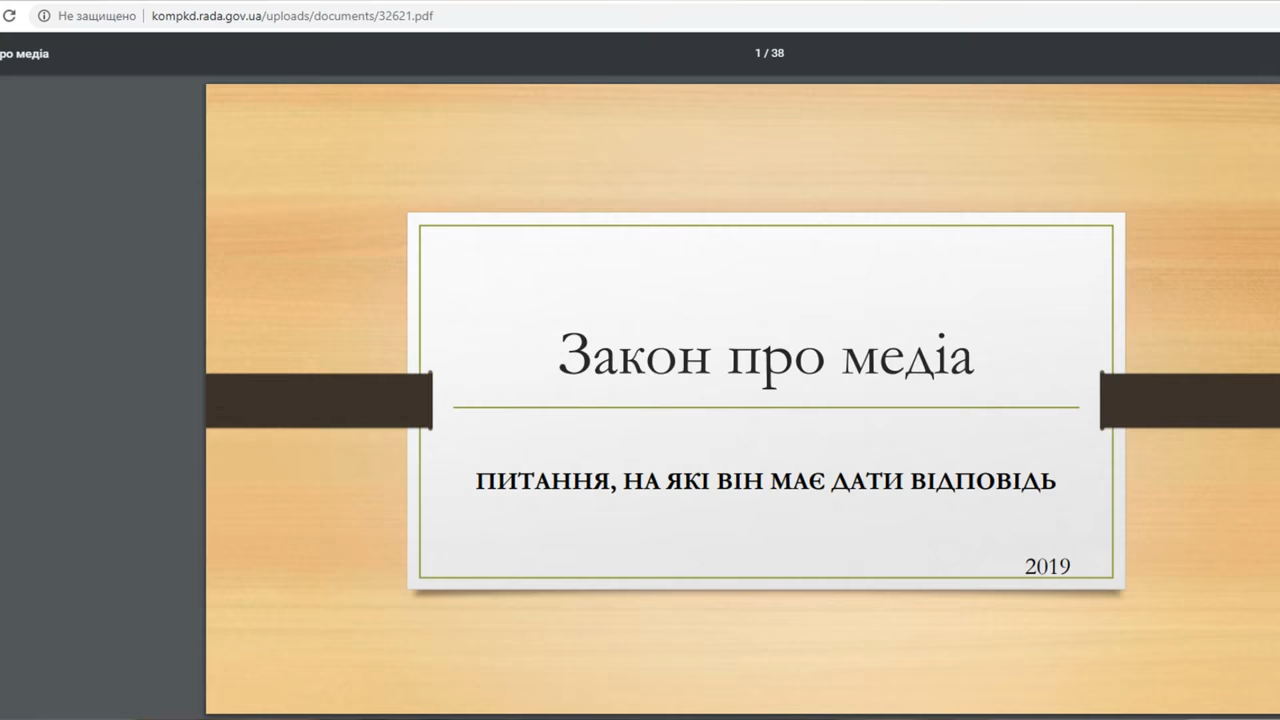 Не защищено
kompkd.rada.gov.ua/uploads/documents/32621.pdf
ро медіа
1 / 38
Закон про медіа
ПИТАННЯ, НА ЯКІ ВІН МАЄ ДАТИ ВІДПОВІДЬ
2019